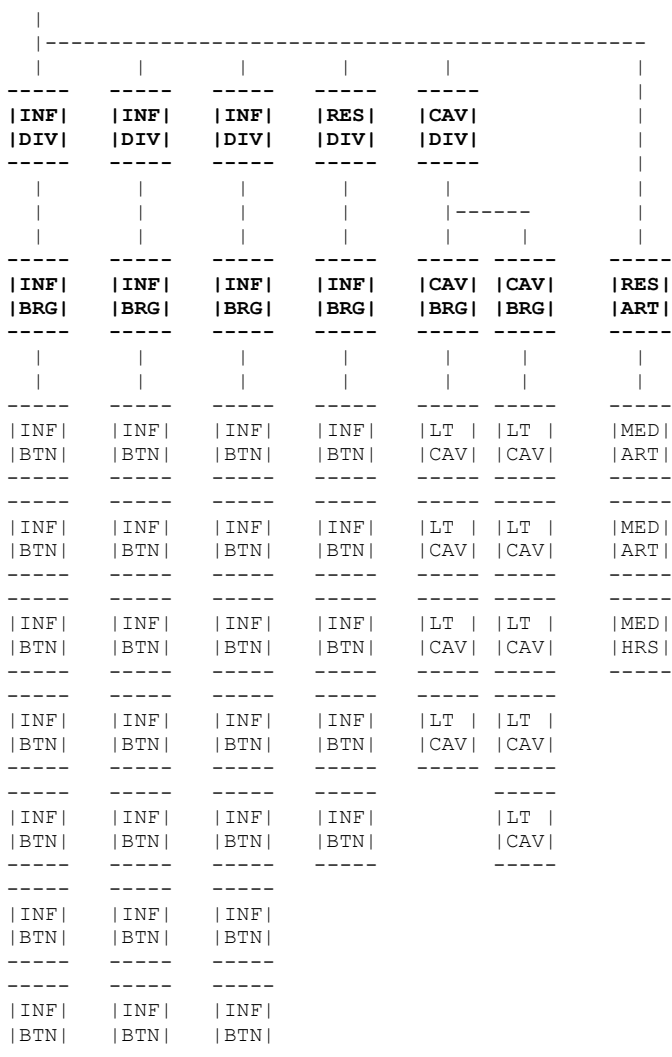 |INF| |INF| |INF| |RES| |CAV|
|DIV| |DIV| |DIV| |DIV| |DIV|
|INF| |INF| |INF| |INF| |CAV| |CAV| |RES|
|BRG| |BRG| |BRG| |BRG| |BRG| |BRG| |ART|
|INF| |INF| |INF| |INF| |LT | |LT | |MED|
|BTN| |BTN| |BTN| |BTN| |CAV| |CAV| |ART|
|INF| |INF| |INF| |INF| |LT | |LT | |MED|
|BTN| |BTN| |BTN| |BTN| |CAV| |CAV| |ART|
|INF| |INF| |INF| |INF| |LT | |LT | |MED|
|BTN| |BTN| |BTN| |BTN| |CAV| |CAV| |HRS|
|INF| |INF| |INF| |INF| |LT | |LT |
|BTN| |BTN| |BTN| |BTN| |CAV| |CAV|
|INF| |INF| |INF| |INF| |LT |
|BTN| |BTN| |BTN| |BTN| |CAV|
|INF| |INF| |INF|
|BTN| |BTN| |BTN|
|INF| |INF| |INF|
|BTN| |BTN| |BTN|